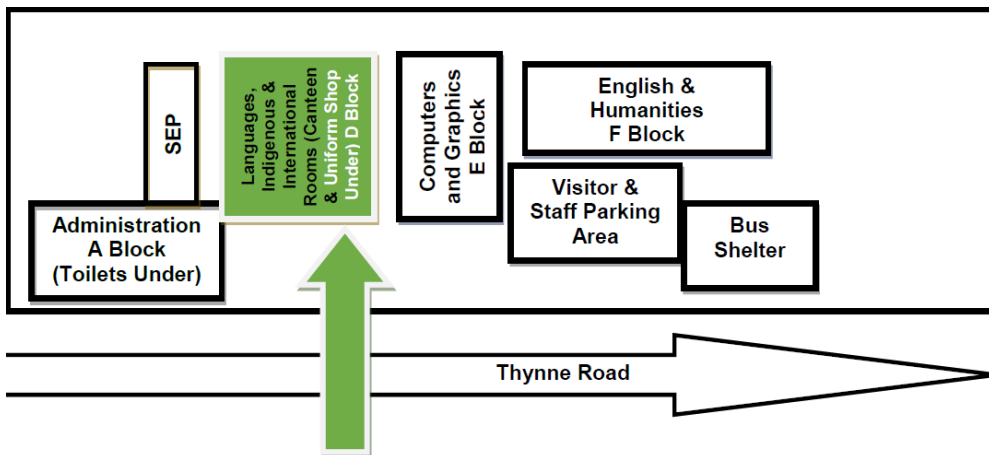 SEP
Administration
A Block
(Toilets Under)
Languages,
Indigenous &
International
Rooms (Canteen
& Uniform Shop
Under) D Block
Computers
and Graphics
E Block
English &
Humanities
F Block
Visitor &
Staff Parking
Area
Bus
Shelter
Thynne Road